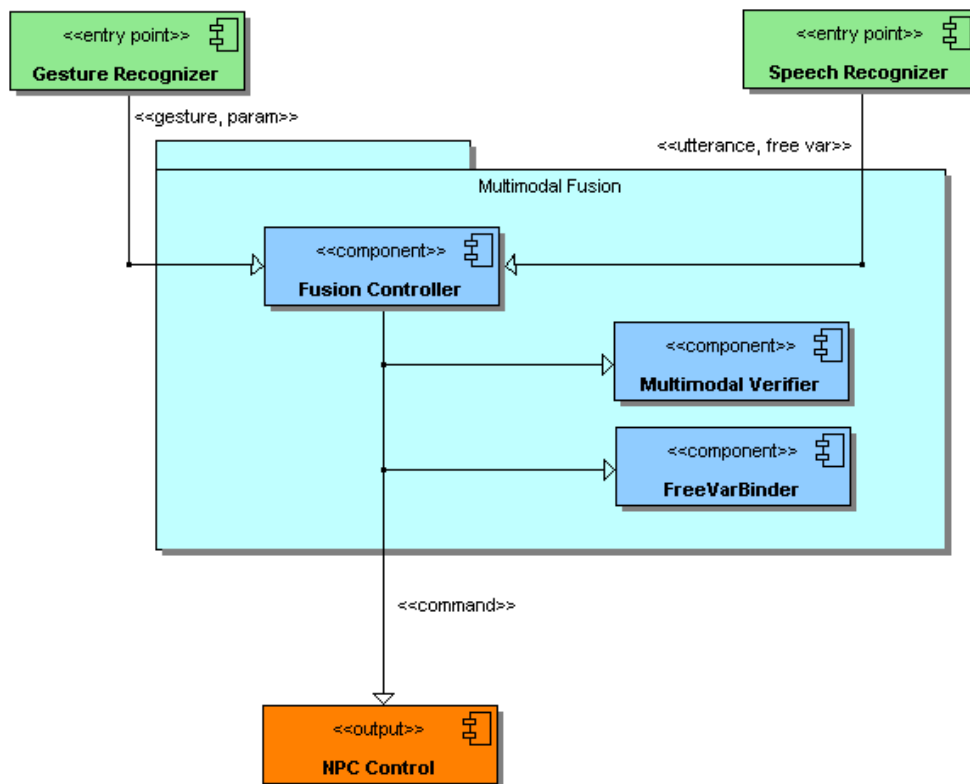 <<entry point>>
Gesture Recognizer
<<entry point>>
Speech Recognizer
<<gesture, param>>
<<utterance, free var>>
Multimodal Fusion
<<component>>
Fusion Controller
<<component>>
Multimodal Verifier
<<component>>
FreeVarBinder
<<command>>
<<output>>
NPC Control